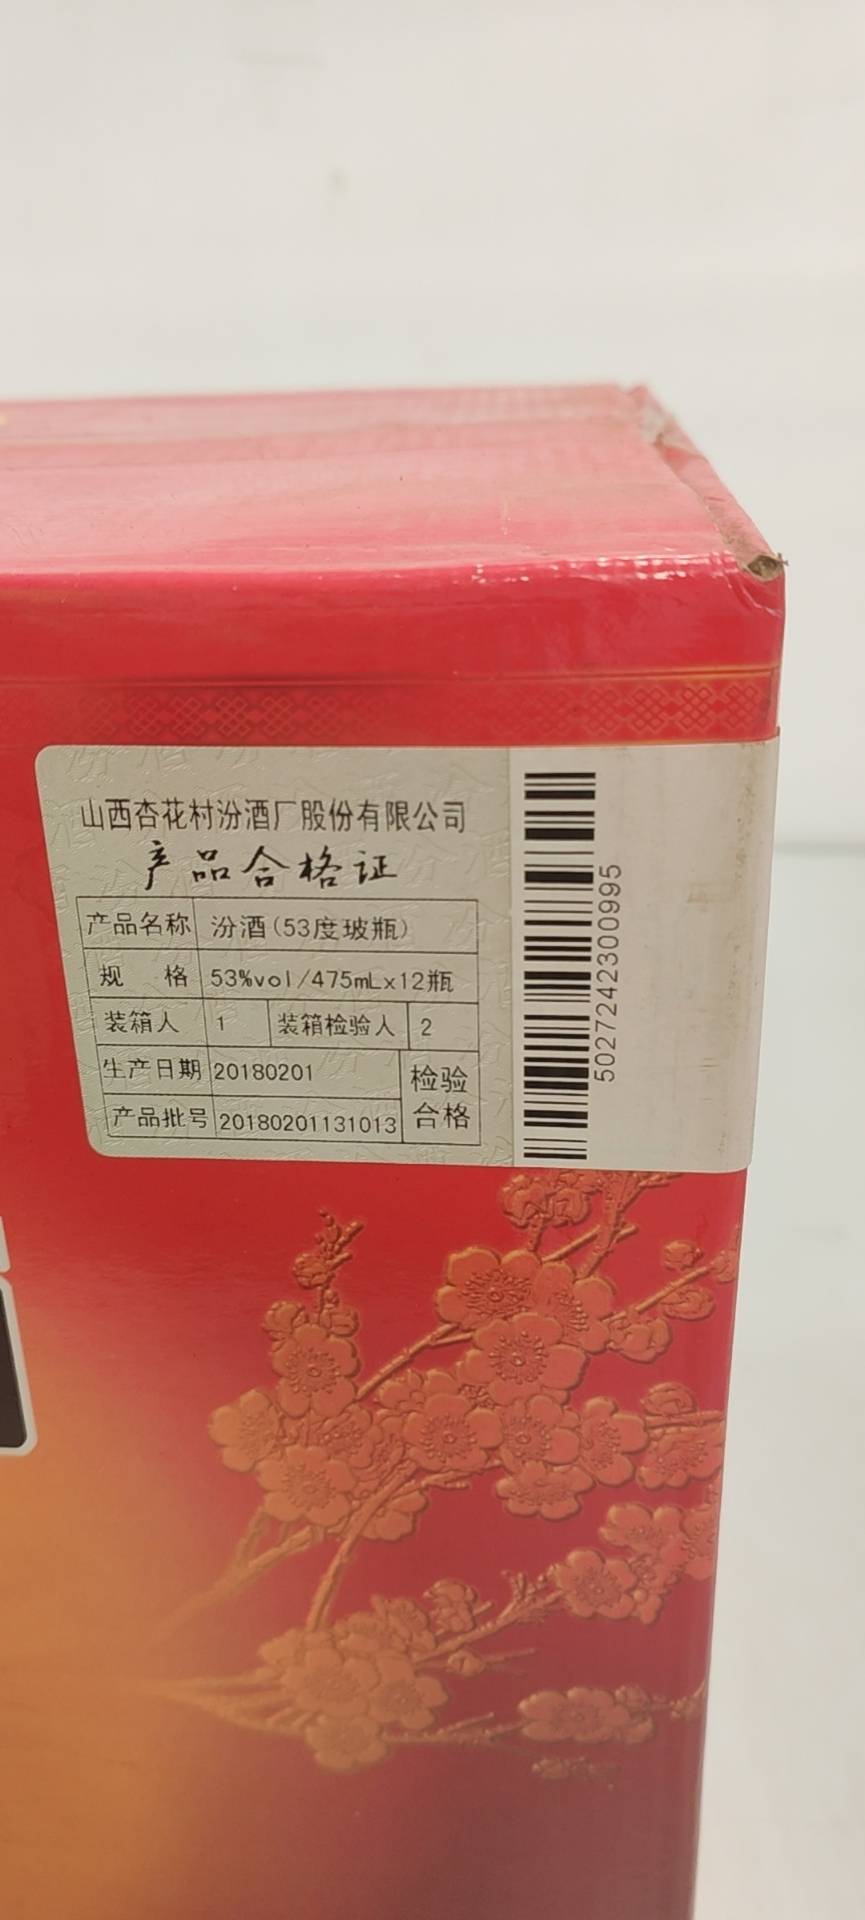 山西杏花村汾酒厂股份有限公司
产品合格证
产品名称 汾酒(53度玻瓶)
规 格 53%vol/475mLx12瓶
装箱人 1 装箱检验人 2
生产日期 20180201 检验
产品批号 20180201131013 合格
5027242300995